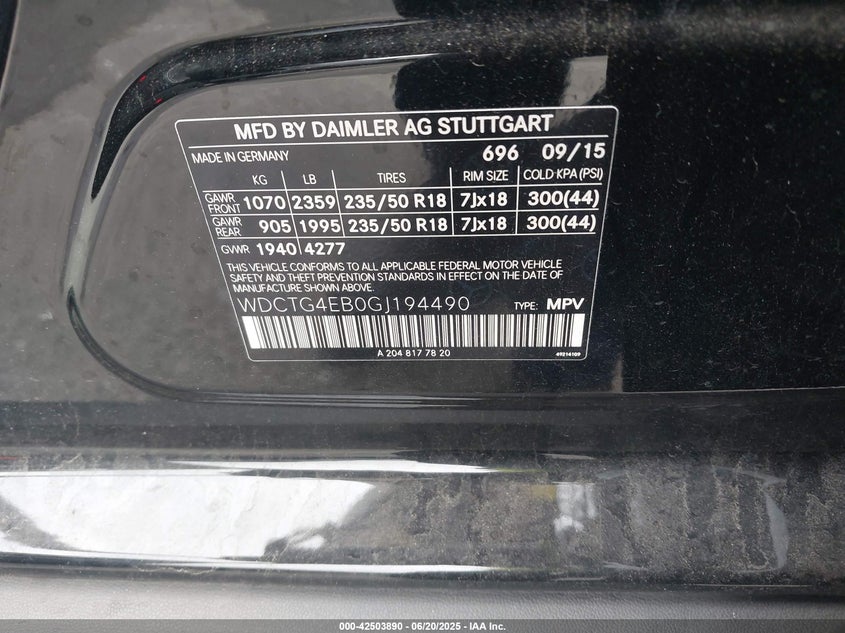 MFD BY DAIMLER AG STUTTGART
MADE IN GERMANY 696 09/15
KG LB TIRES RIM SIZE COLD-KPA (PSI)
GAWR FRONT 1070 2359 235/50 R18 7Jx18 300(44)
GAWR REAR 905 1995 235/50 R18 7Jx18 300(44)
GVWR 1940 4277
THIS VEHICLE CONFORMS TO ALL APPLICABLE FEDERAL MOTOR VEHICLE
SAFETY AND THEFT PREVENTION STANDARDS IN EFFECT ON THE DATE OF
MANUFACTURE SHOWN ABOVE.
WDCTG4EB0GJ194490 TYPE: MPV
A 204 817 78 20 49214109
000-42503890 - 06/20/2025 - IAA Inc.